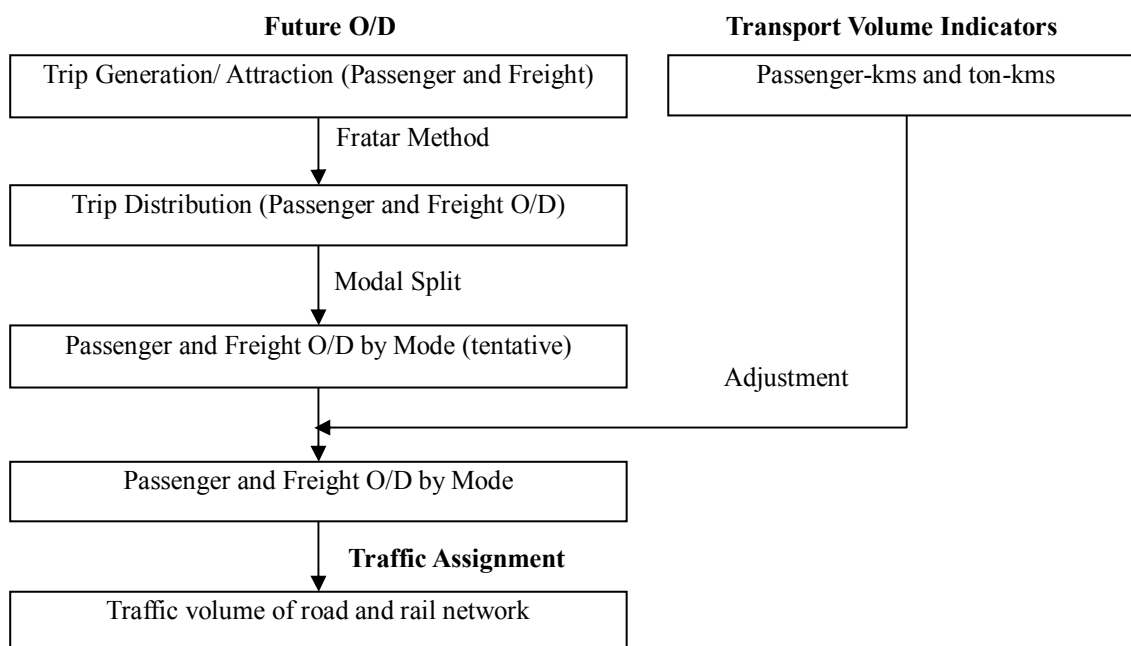 Future O/D
Transport Volume Indicators
Trip Generation/ Attraction (Passenger and Freight)
Passenger-kms and ton-kms
Fratar Method
Trip Distribution (Passenger and Freight O/D)
Modal Split
Passenger and Freight O/D by Mode (tentative)
Adjustment
Passenger and Freight O/D by Mode
Traffic Assignment
Traffic volume of road and rail network